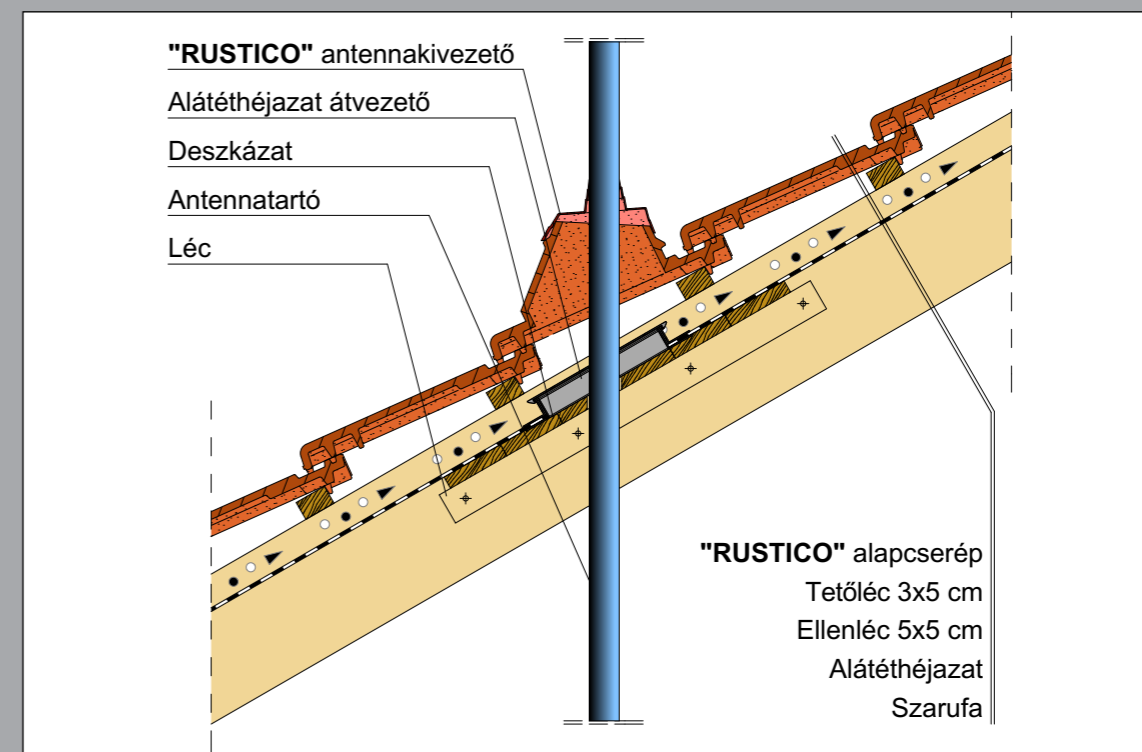 "RUSTICO" antennakivezető
Alátéthéjazat átvezető
Deszkázat
Antennatartó
Léc
"RUSTICO" alapcserép
Tetőléc 3x5 cm
Ellenléc 5x5 cm
Alátéthéjazat
Szarufa